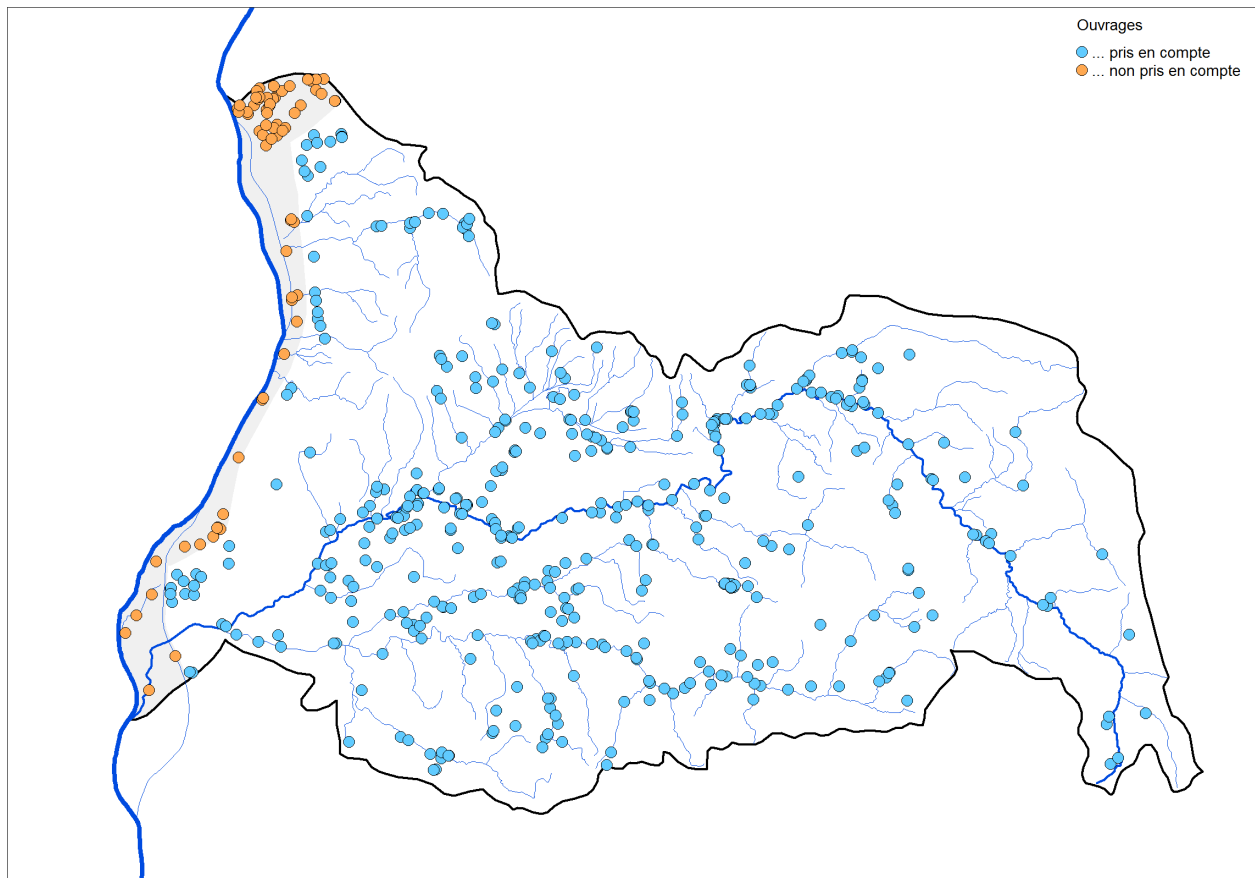 Ouvrages
... pris en compte
... non pris en compte